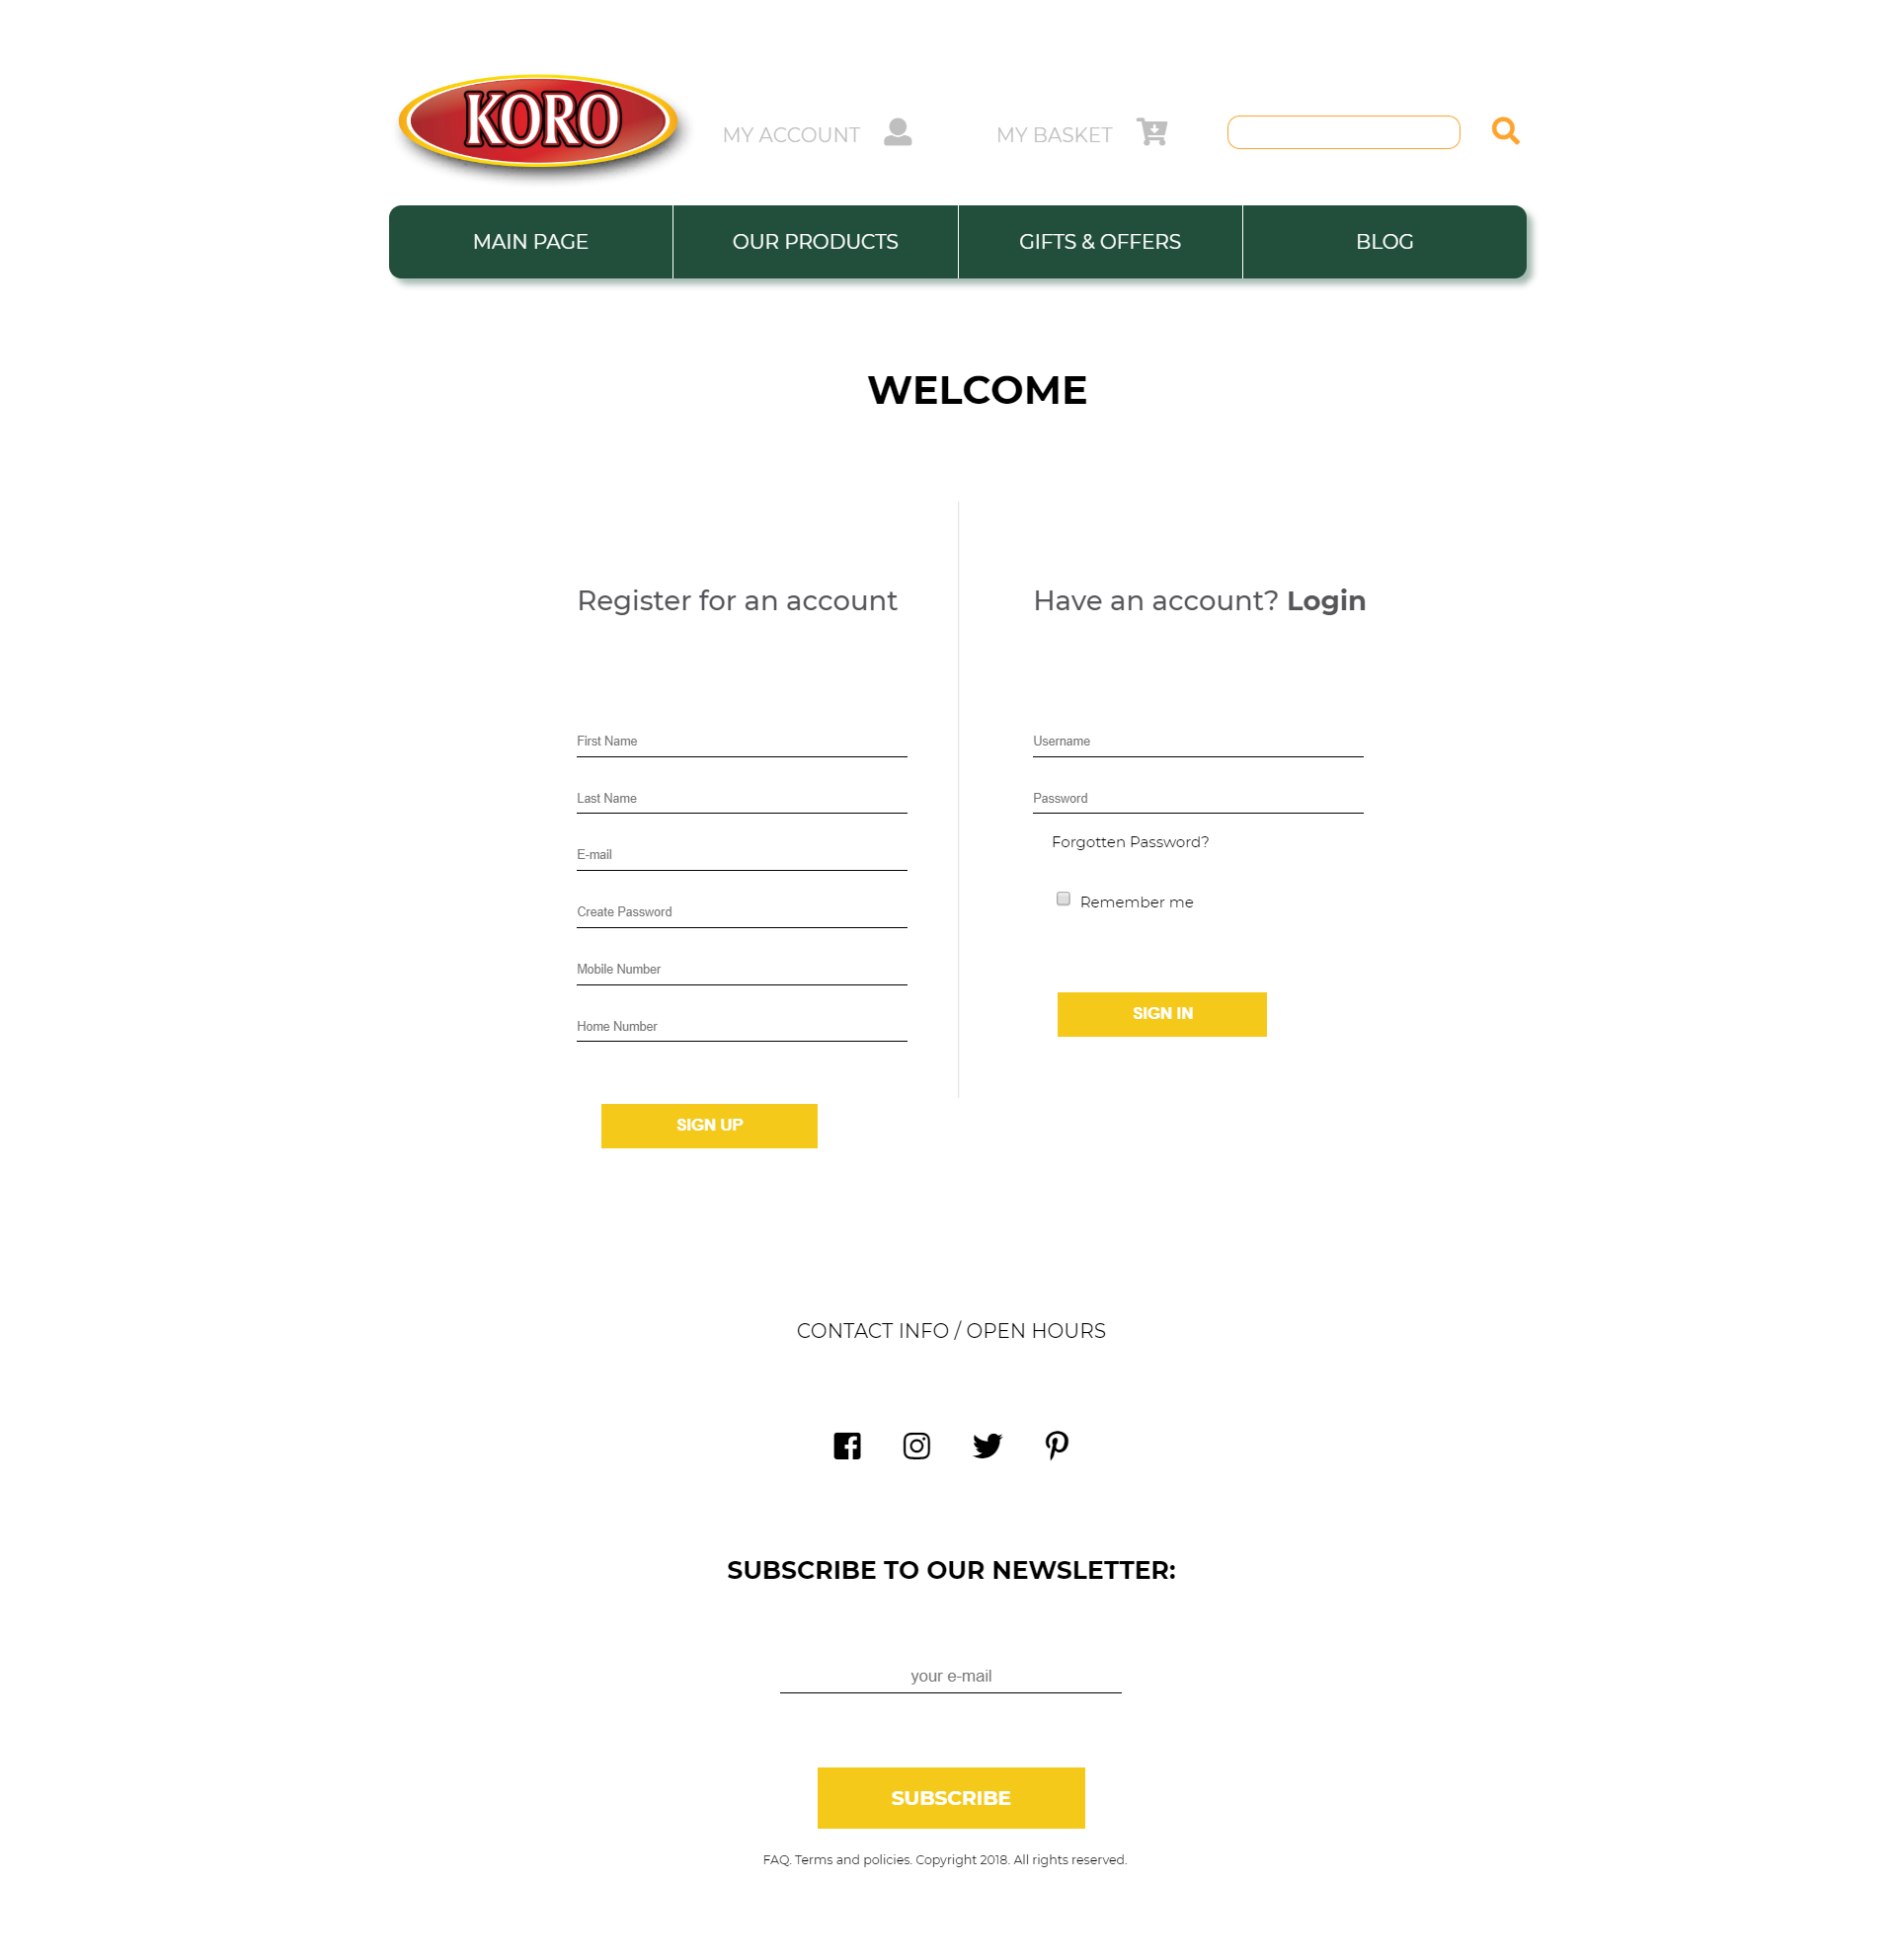 KORO
MY ACCOUNT
MY BASKET
MAIN PAGE
OUR PRODUCTS
GIFTS & OFFERS
BLOG
WELCOME
Register for an account
First Name
Last Name
E-mail
Create Password
Mobile Number
Home Number
SIGN UP
Have an account? Login
Username
Password
Forgotten Password?
Remember me
SIGN IN
CONTACT INFO / OPEN HOURS
SUBSCRIBE TO OUR NEWSLETTER:
your e-mail
SUBSCRIBE
FAQ. Terms and policies. Copyright 2018. All rights reserved.